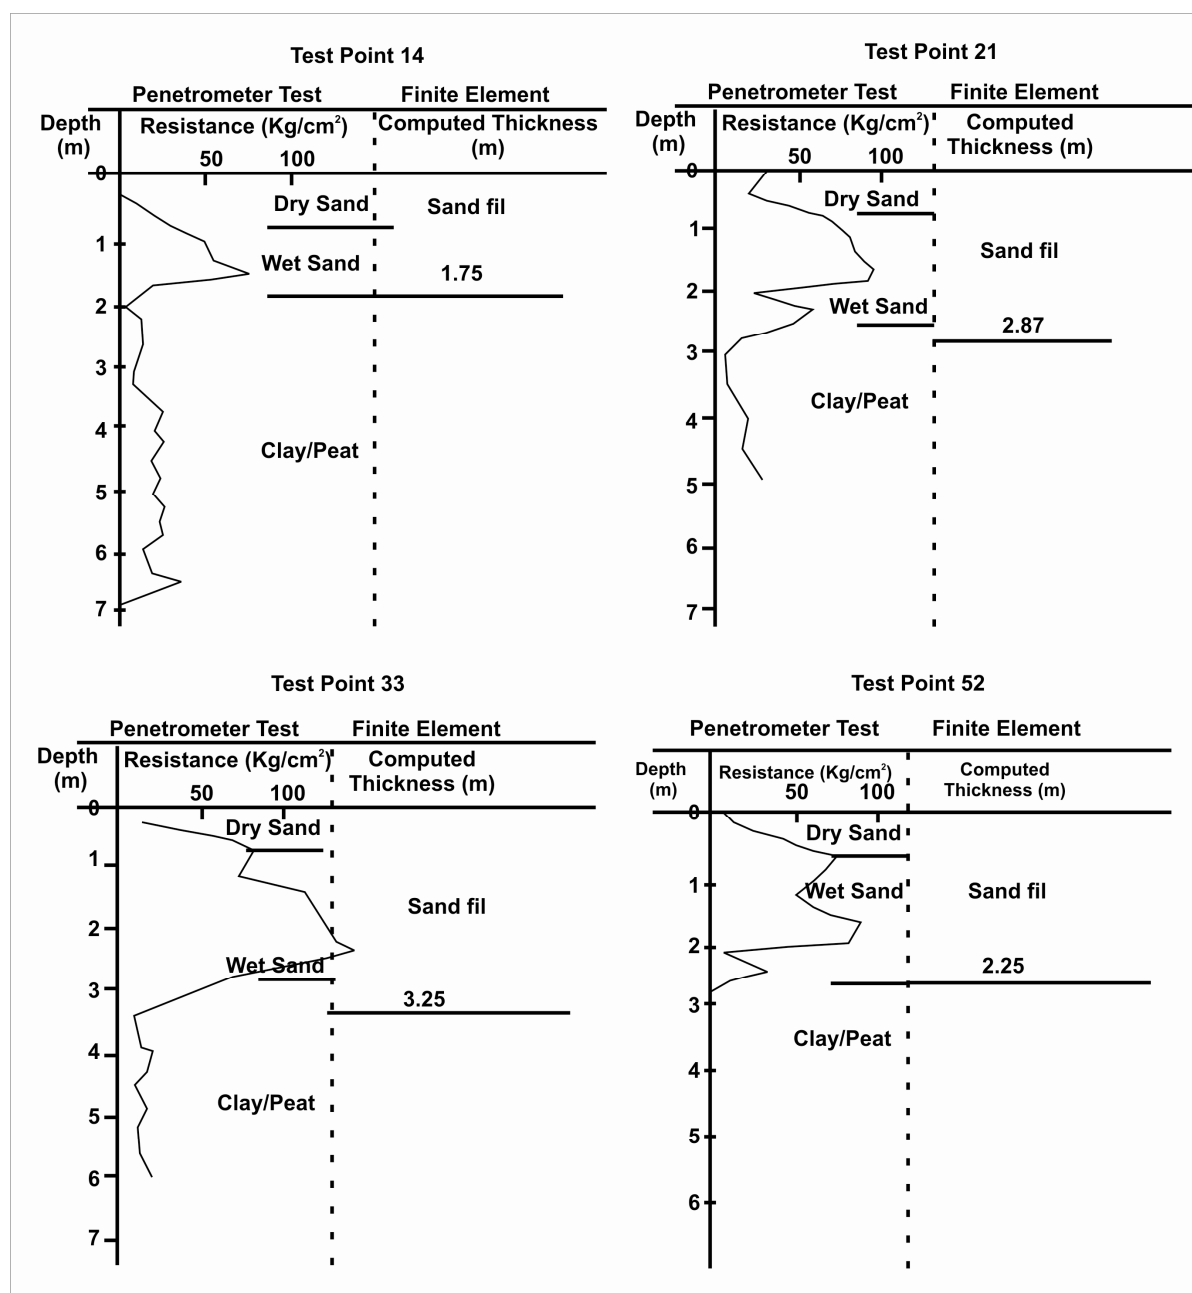 Test Point 14
Penetrometer Test Finite Element
Depth (m) Resistance (Kg/cm²) Computed Thickness (m)
50 100
0
Dry Sand Sand fil
1
Wet Sand 1.75
2
3
4
Clay/Peat
5
6
7
Test Point 21
Penetrometer Test Finite Element
Depth (m) Resistance (Kg/cm²) Computed
Thickness (m)
50 100
0
Dry Sand
1
Sand fil
2
Wet Sand
2.87
3
Clay/Peat
4
5
6
7
Test Point 33
Penetrometer Test Finite Element
Depth (m) Resistance (Kg/cm²) Computed
Thickness (m)
50 100
0
Dry Sand
1
Sand fil
2
Wet Sand
3
3.25
4
Clay/Peat
5
6
7
Test Point 52
Penetrometer Test Finite Element
Depth (m) Resistance (Kg/cm²) Computed
Thickness (m)
50 100
0
Dry Sand
1 Wet Sand Sand fil
2
2.25
3
Clay/Peat
4
5
6